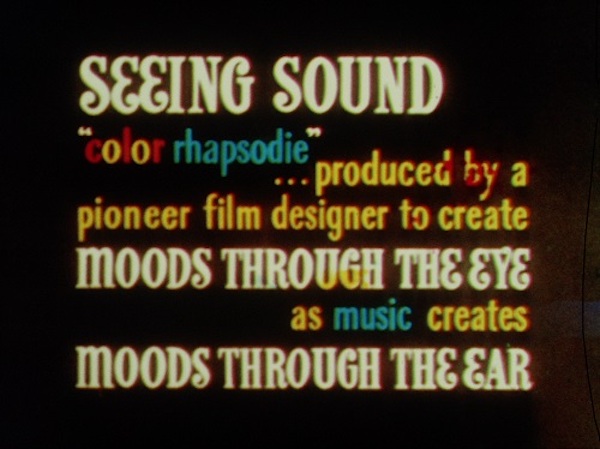 SEEING SOUND
"color rhapsodie"
...produced by a
pioneer film designer to create
MOODS THROUGH THE EYE
as music creates
MOODS THROUGH THE EAR